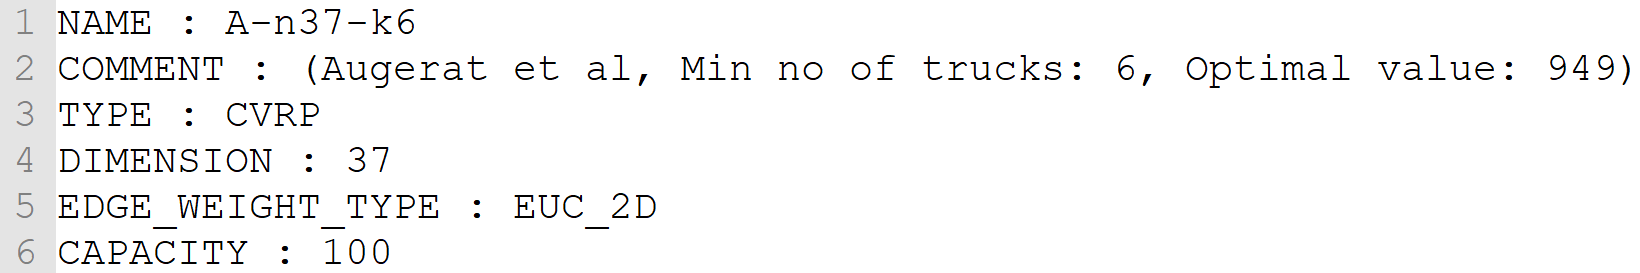 1 NAME : A-n37-k6
2 COMMENT : (Augerat et al, Min no of trucks: 6, Optimal value: 949)
3 TYPE : CVRP
4 DIMENSION : 37
5 EDGE_WEIGHT_TYPE : EUC_2D
6 CAPACITY : 100